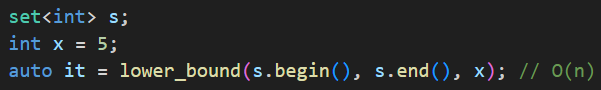 set<int> s;
int x = 5;
auto it = lower_bound(s.begin(), s.end(), x); // O(n)